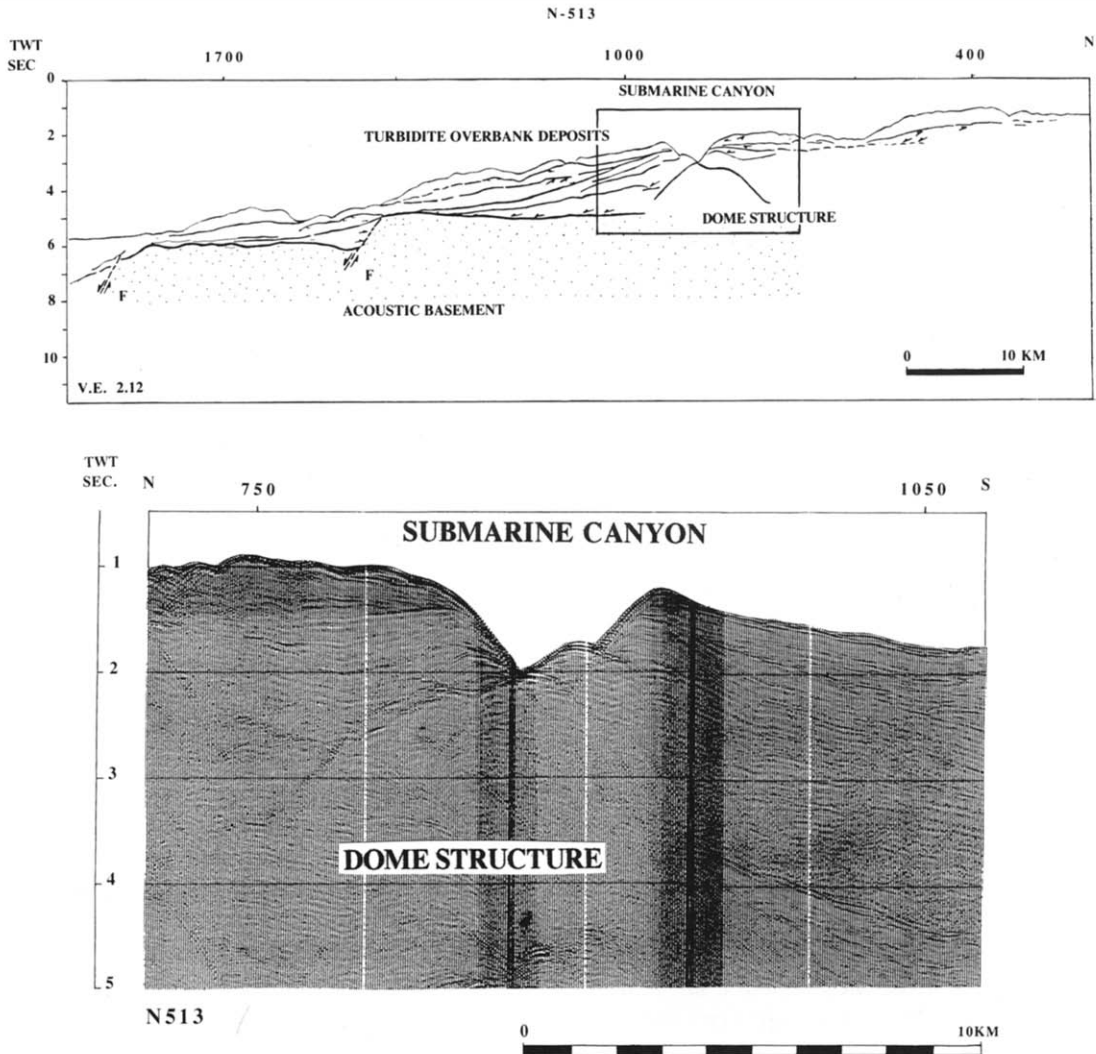 N-513
TWT
SEC
1700
1000
400
N
SUBMARINE CANYON
TURBIDITE OVERBANK DEPOSITS
DOME STRUCTURE
F
F
ACOUSTIC BASEMENT
0
2
4
6
8
10
0 10 KM
V.E. 2.12
TWT
SEC.
N
750
1050
S
SUBMARINE CANYON
1
2
3
4
5
DOME STRUCTURE
N513
0 10KM